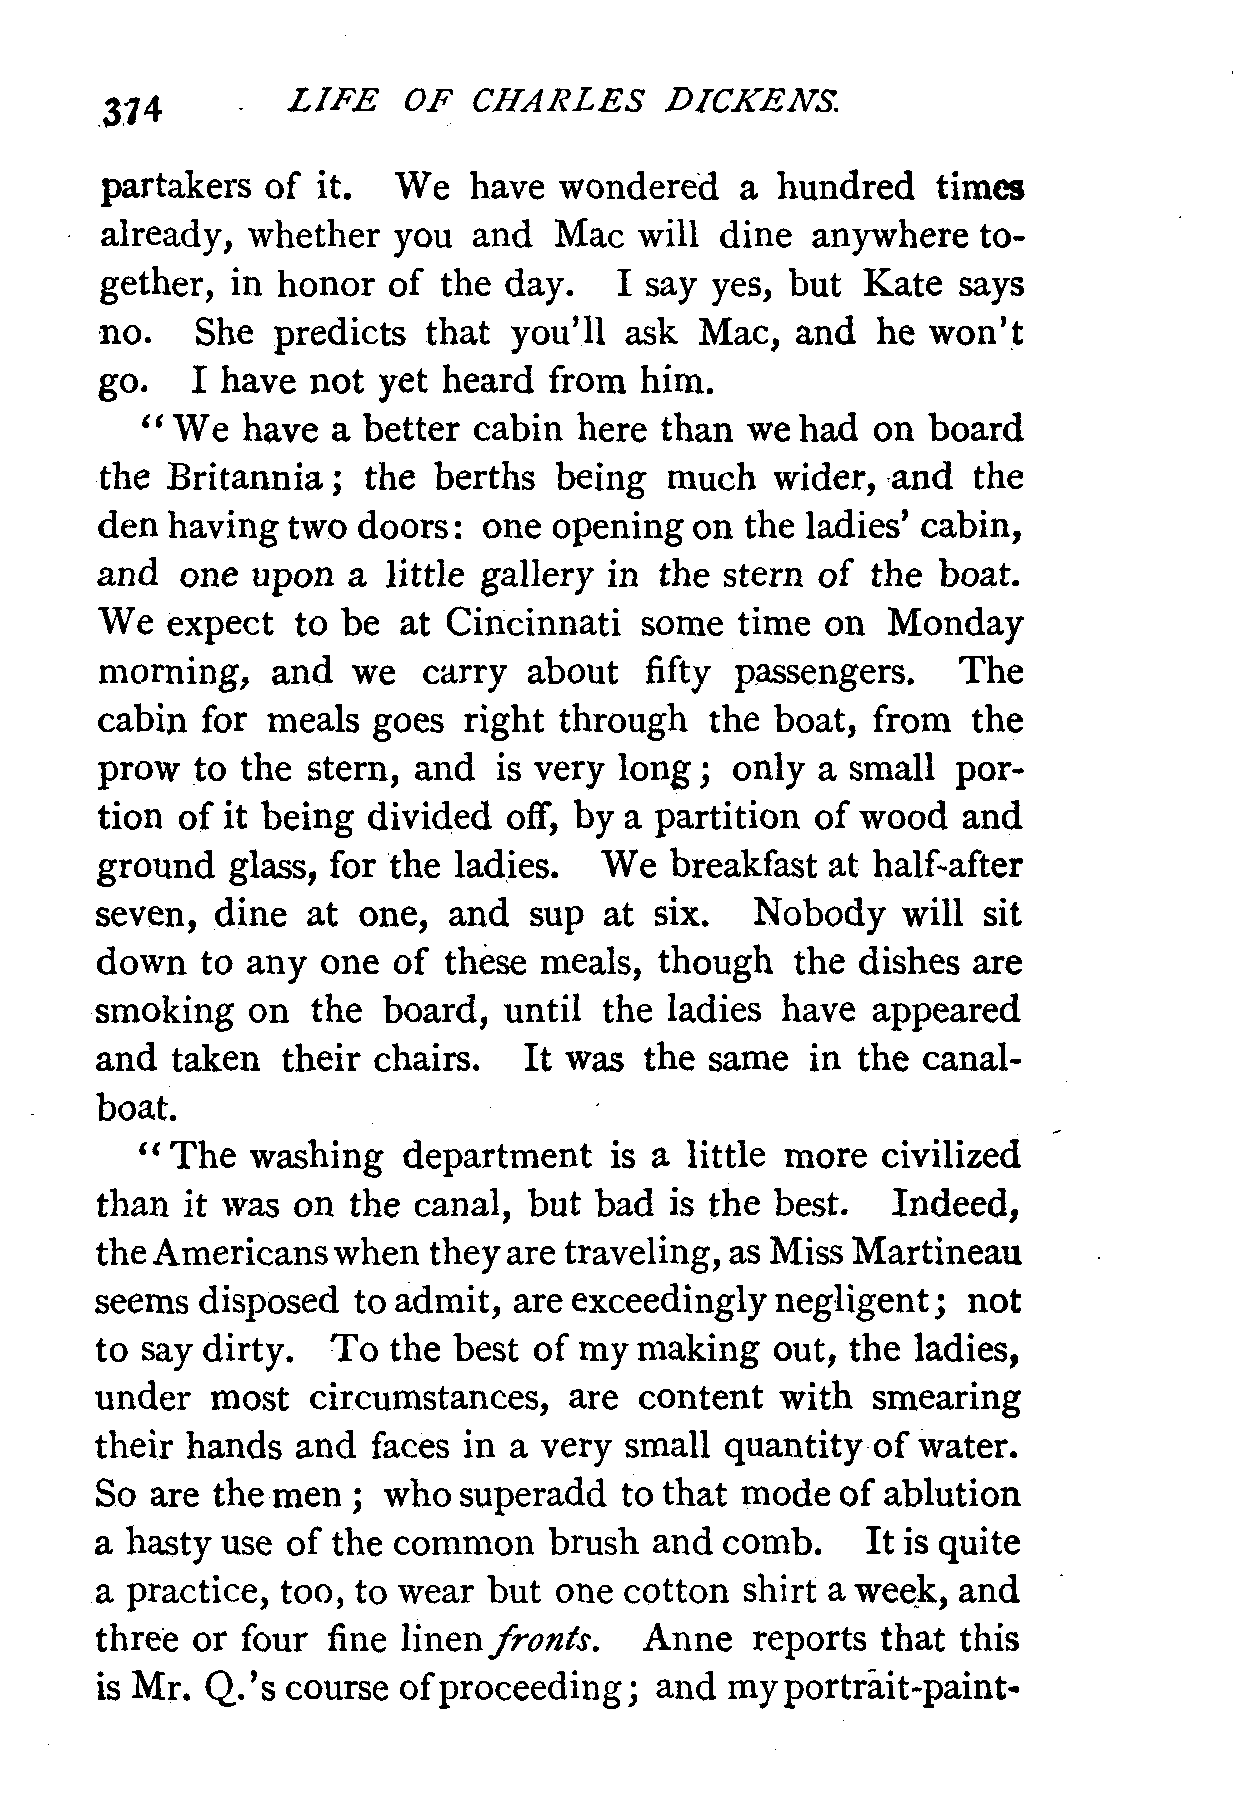 374 LIFE OF CHARLES DICKENS.
partakers of it. We have wondered a hundred times
already, whether you and Mac will dine anywhere to-
gether, in honor of the day. I say yes, but Kate says
no. She predicts that you'll ask Mac, and he won't
go. I have not yet heard from him.
"We have a better cabin here than we had on board
the Britannia; the berths being much wider, and the
den having two doors: one opening on the ladies' cabin,
and one upon a little gallery in the stern of the boat.
We expect to be at Cincinnati some time on Monday
morning, and we carry about fifty passengers. The
cabin for meals goes right through the boat, from the
prow to the stern, and is very long; only a small por-
tion of it being divided off, by a partition of wood and
ground glass, for the ladies. We breakfast at half-after
seven, dine at one, and sup at six. Nobody will sit
down to any one of these meals, though the dishes are
smoking on the board, until the ladies have appeared
and taken their chairs. It was the same in the canal-
boat.
"The washing department is a little more civilized
than it was on the canal, but bad is the best. Indeed,
the Americans when they are traveling, as Miss Martineau
seems disposed to admit, are exceedingly negligent; not
to say dirty. To the best of my making out, the ladies,
under most circumstances, are content with smearing
their hands and faces in a very small quantity of water.
So are the men; who superadd to that mode of ablution
a hasty use of the common brush and comb. It is quite
a practice, too, to wear but one cotton shirt a week, and
three or four fine linen fronts. Anne reports that this
is Mr. Q.'s course of proceeding; and my portrait-paint-